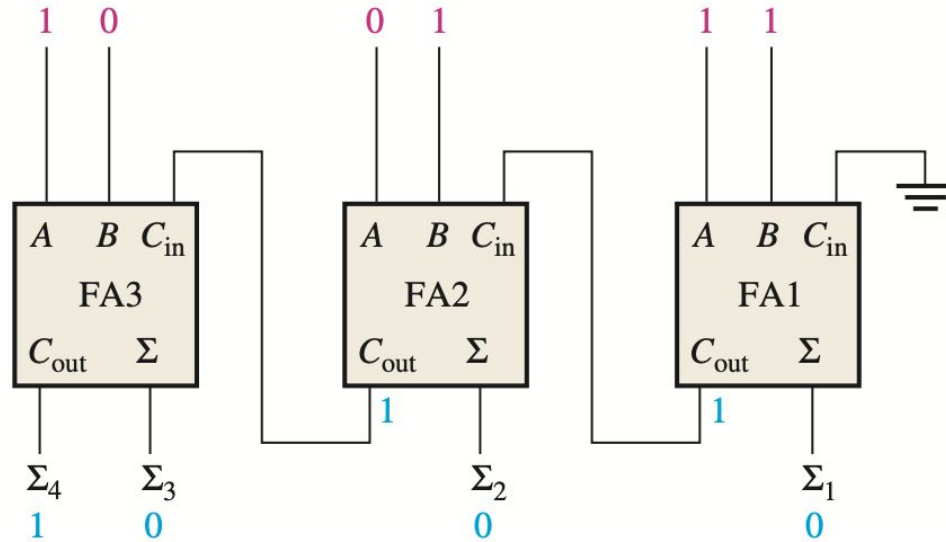 1 0 0 1 1 1
A B Cin A B Cin A B Cin
FA3 FA2 FA1
Cout Σ Cout Σ Cout Σ
1 1
Σ4 Σ3 Σ2 Σ1
1 0 0 0